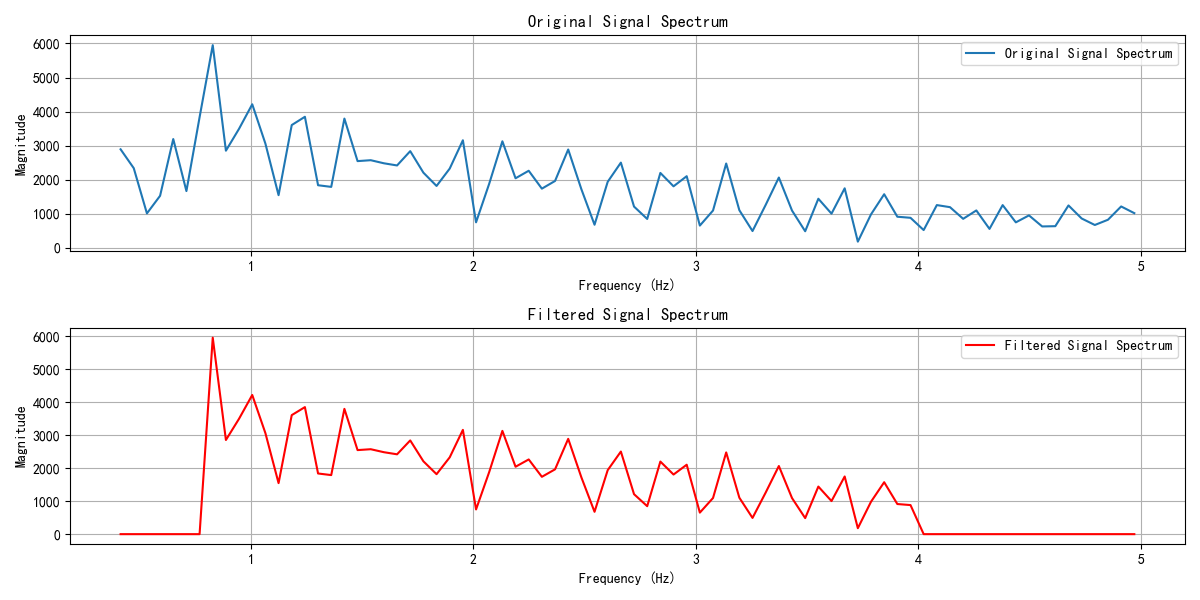 Original Signal Spectrum
Original Signal Spectrum
Magnitude
6000
5000
4000
3000
2000
1000
0
1 2 3 4 5
Frequency (Hz)
Filtered Signal Spectrum
Filtered Signal Spectrum
Magnitude
6000
5000
4000
3000
2000
1000
0
1 2 3 4 5
Frequency (Hz)